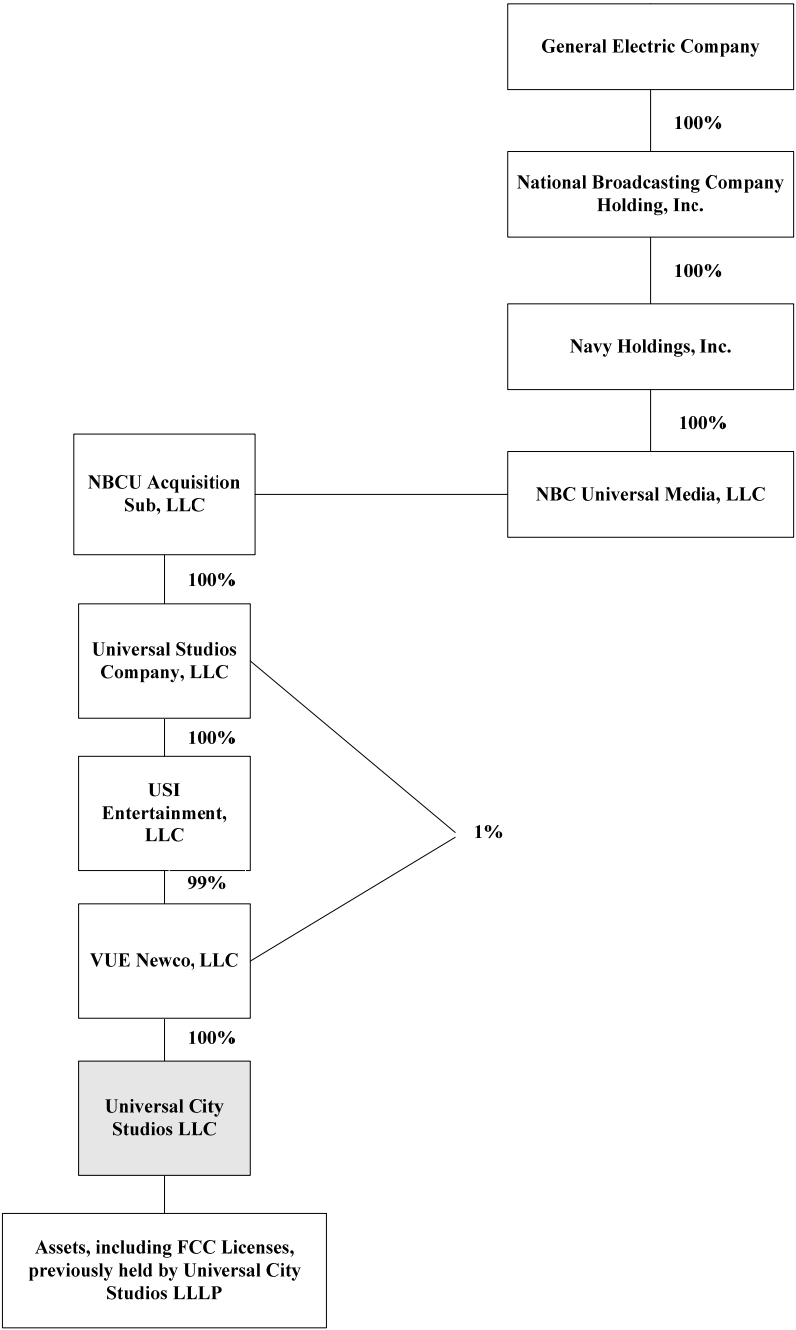 General Electric Company
100%
National Broadcasting Company
Holding, Inc.
100%
Navy Holdings, Inc.
100%
NBCU Acquisition
Sub, LLC
NBC Universal Media, LLC
100%
Universal Studios
Company, LLC
100%
USI
Entertainment,
LLC
1%
99%
VUE Newco, LLC
100%
Universal City
Studios LLC
Assets, including FCC Licenses,
previously held by Universal City
Studios LLLP